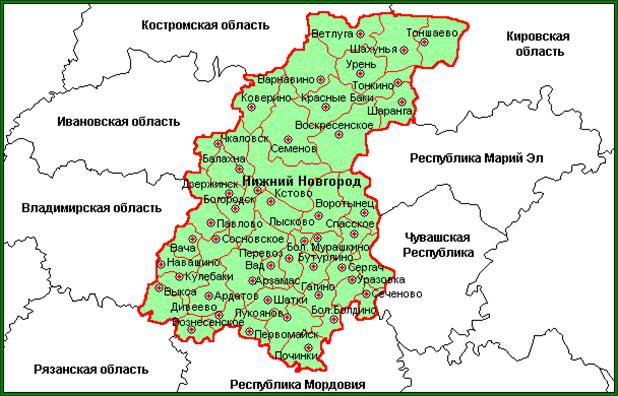 Костромская область
Ветлуга
Тоншаево
Кировская
область
Шахунья
Урень
Варнавино
Тонкино
Коверино
Красные Баки
Шаранга
Ивановская область
Воскресенское
Чкаловск
Семенов
Балахна
Республика Марий Эл
Дзержинск
Нижний Новгород
Кстово
Богородск
Владимирская область
Лысково
Воротынец
Павлово
Спасское
Чувашская
Республика
Вача
Сосновское
Бол. Мурашкино
Перевоз
Бутурлино
Навашино
Вад
Сергач
Кулебаки
Арзамас
Уразовка
Выкса
Гагино
Сеченово
Ардатов
Шатки
Дивеево
Лукоянов
Бол.Болдино
Вознесенское
Первомайск
Починки
Рязанская область
Республика Мордовия